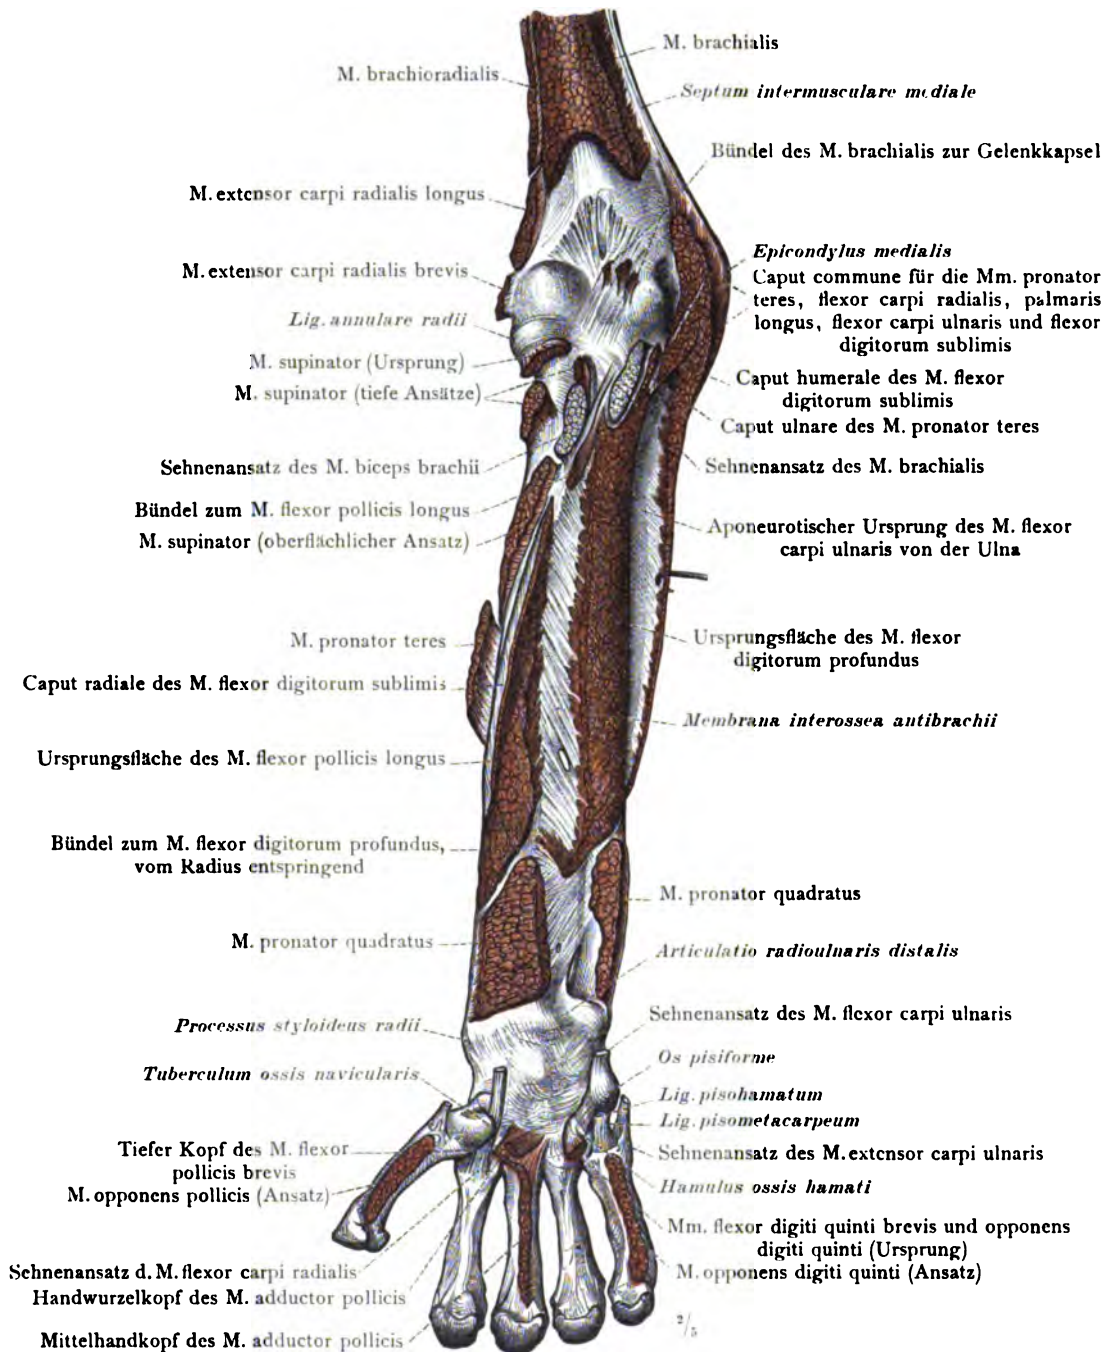 M. brachioradialis
M. extensor carpi radialis longus
M. extensor carpi radialis brevis
Lig. annulare radii
M. supinator (Ursprung)
M. supinator (tiefe Ansätze)
Sehnenansatz des M. biceps brachii
Bündel zum M. flexor pollicis longus
M. supinator (oberflächlicher Ansatz)
M. pronator teres
Caput radiale des M. flexor digitorum sublimis
Ursprungsfläche des M. flexor pollicis longus
Bündel zum M. flexor digitorum profundus,
vom Radius entspringend
M. pronator quadratus
Processus styloideus radii
Tuberculum ossis navicularis
Tiefer Kopf des M. flexor
pollicis brevis
M. opponens pollicis (Ansatz)
Sehnenansatz d. M. flexor carpi radialis
Handwurzelkopf des M. adductor pollicis
Mittelhandkopf des M. adductor pollicis
M. brachialis
Septum intermusculare mediale
Bündel des M. brachialis zur Gelenkkapsel
Epicondylus medialis
Caput commune für die Mm. pronator
teres, flexor carpi radialis, palmaris
longus, flexor carpi ulnaris und flexor
digitorum sublimis
Caput humerale des M. flexor
digitorum sublimis
Caput ulnare des M. pronator teres
Sehnenansatz des M. brachialis
Aponeurotischer Ursprung des M. flexor
carpi ulnaris von der Ulna
Ursprungsfläche des M. flexor
digitorum profundus
Membrana interossea antibrachii
M. pronator quadratus
Articulatio radioulnaris distalis
Sehnenansatz des M. flexor carpi ulnaris
Os pisiforme
Lig. pisohamatum
Lig. pisometacarpeum
Sehnenansatz des M. extensor carpi ulnaris
Hamulus ossis hamati
Mm. flexor digiti quinti brevis und opponens
digiti quinti (Ursprung)
M. opponens digiti quinti (Ansatz)
2/5